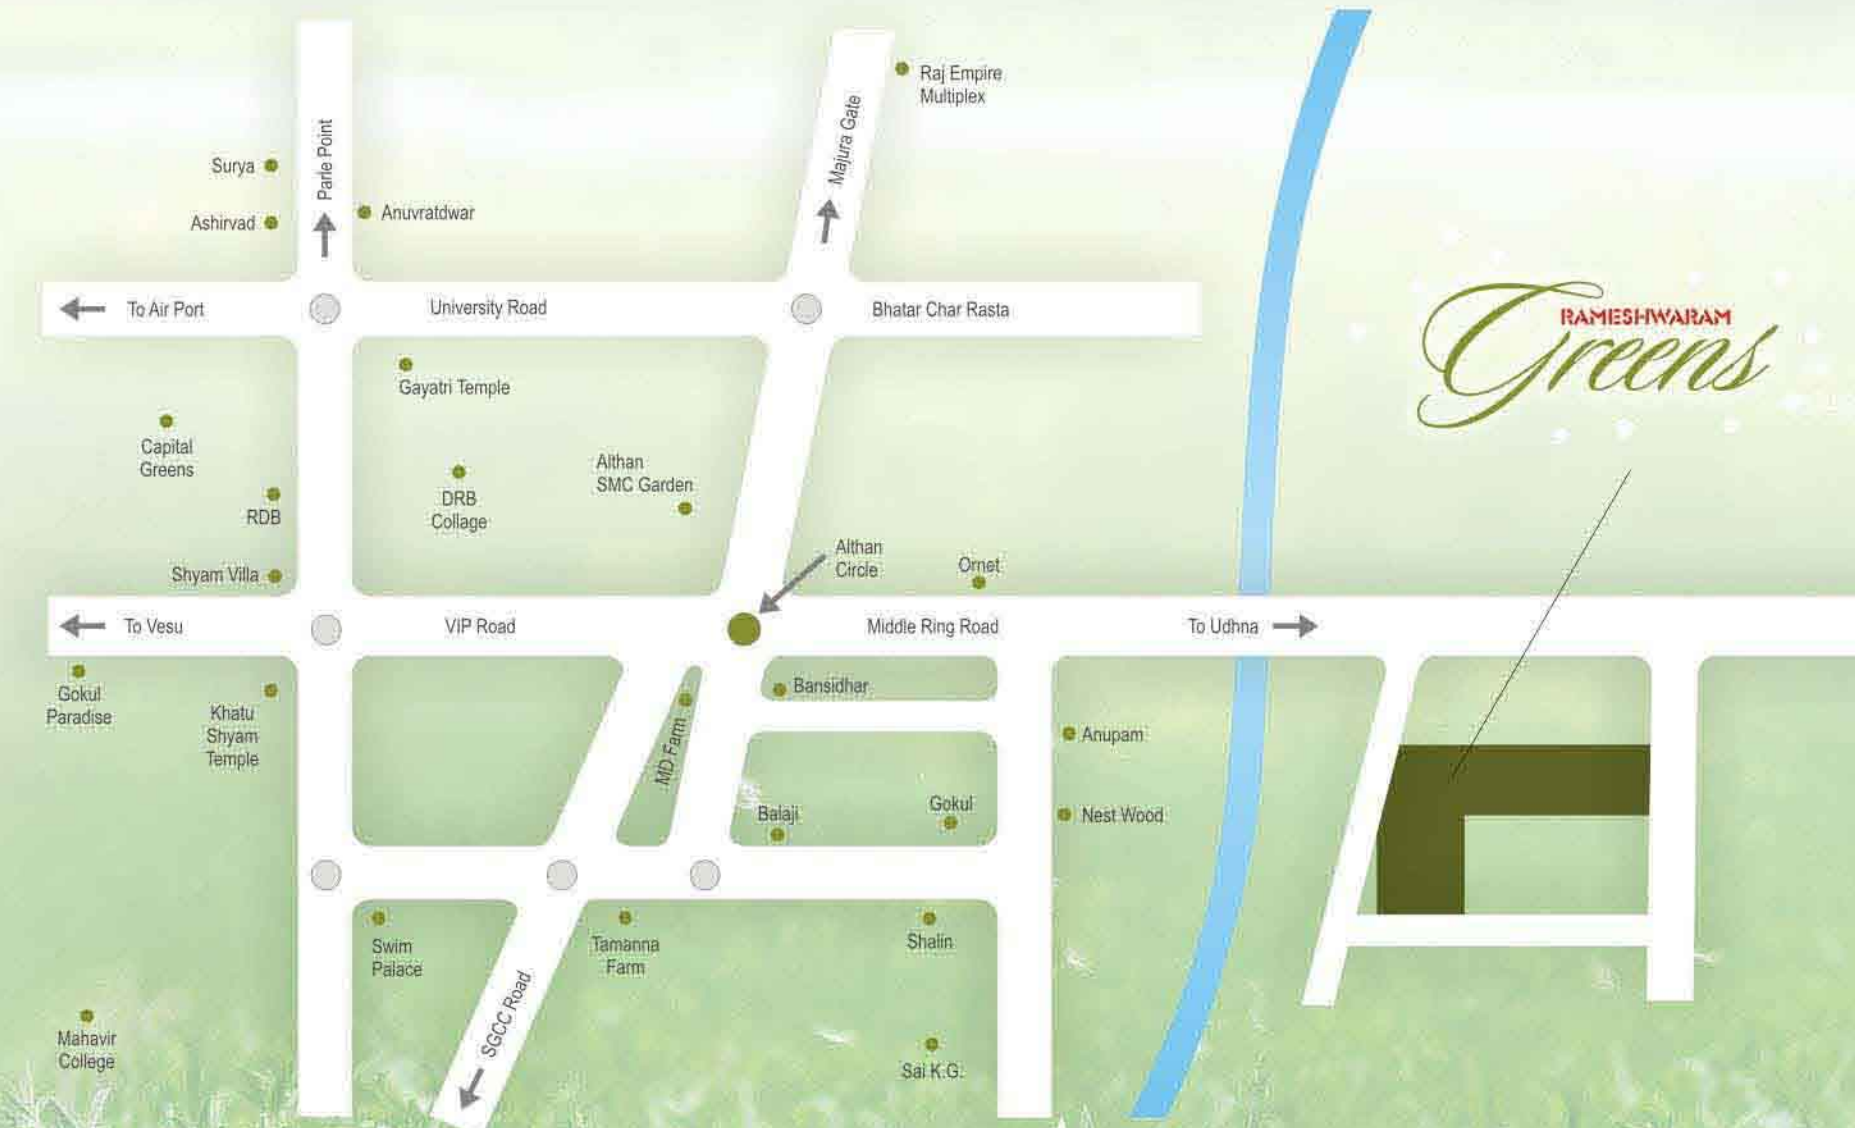 Raj Empire
Multiplex
Parle Point
Majura Gate
Surya
Ashirvad
Anuvratdwar
To Air Port
University Road
Bhatar Char Rasta
RAMESHWARAM
Greens
Gayatri Temple
Capital
Greens
RDB
DRB
Collage
Althan
SMC Garden
Shyam Villa
Althan
Circle
Ornet
To Vesu
VIP Road
Middle Ring Road
To Udhna
Gokul
Paradise
Khatu
Shyam
Temple
MD Farm
Bansidhar
Anupam
Balaji
Gokul
Nest Wood
Swim
Palace
Tamanna
Farm
Shalin
SGCC Road
Mahavir
College
Sai K.G.